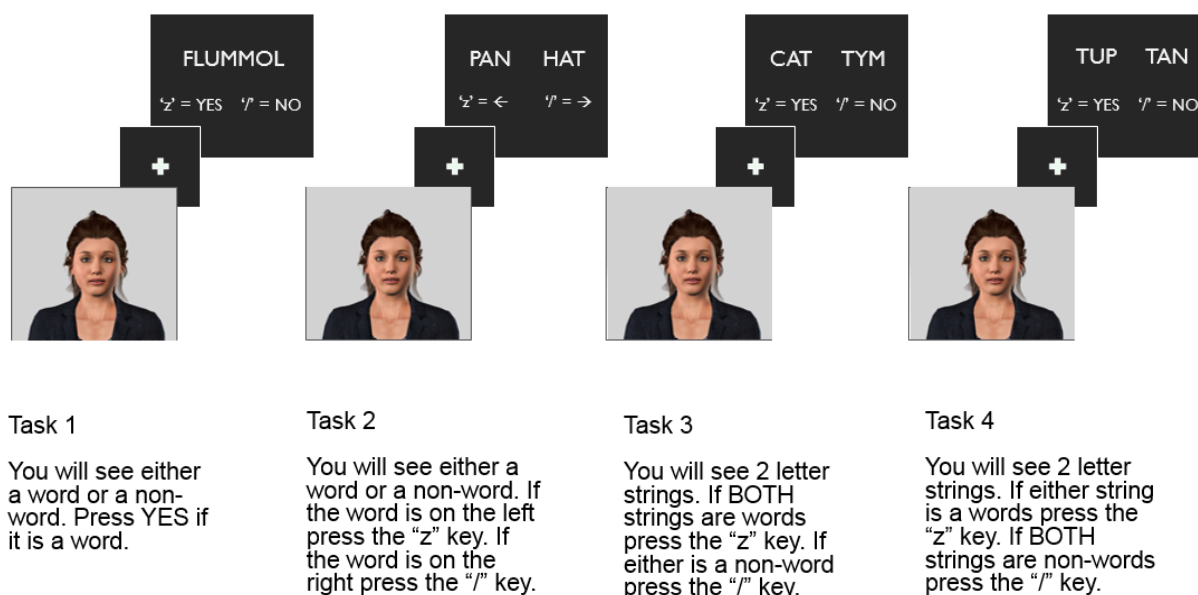 FLUMMOL
‘z’ = YES ‘/’ = NO
PAN HAT
‘z’ = ← ‘/’ = →
CAT TYM
‘z’ = YES ‘/’ = NO
TUP TAN
‘z’ = YES ‘/’ = NO
Task 1
You will see either
a word or a non-
word. Press YES if
it is a word.
Task 2
You will see either a
word or a non-word. If
the word is on the left
press the “z” key. If
the word is on the
right press the “/” key.
Task 3
You will see 2 letter
strings. If BOTH
strings are words
press the “z” key. If
either is a non-word
press the “/” key.
Task 4
You will see 2 letter
strings. If either string
is a words press the
“z” key. If BOTH
strings are non-words
press the “/” key.